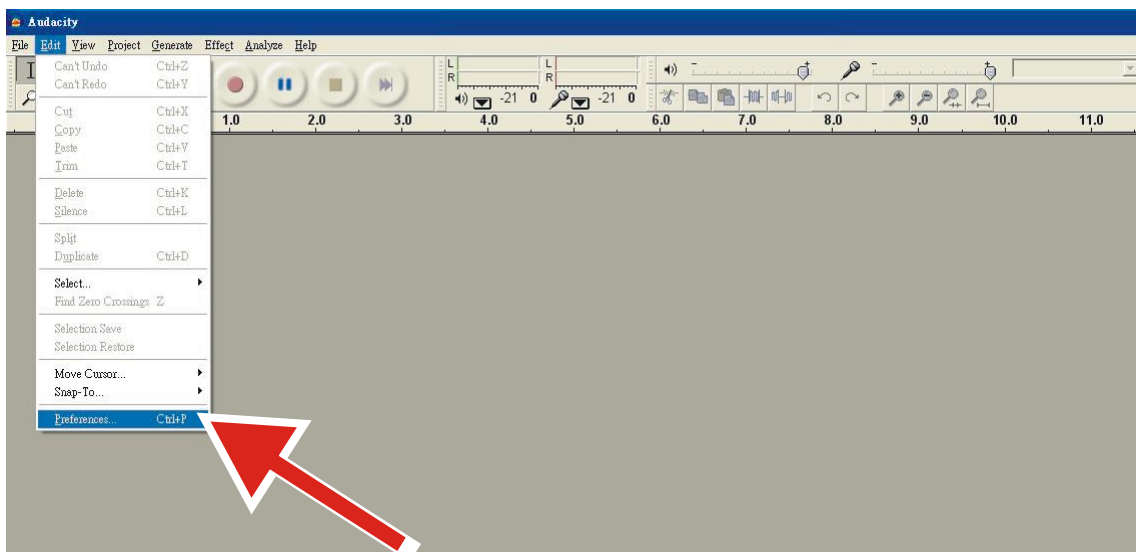 Audacity
File Edit View Project Generate Effect Analyze Help
Can't Undo Ctrl+Z
Can't Redo Ctrl+Y
Cut Ctrl+X
Copy Ctrl+C
Paste Ctrl+V
Trim Ctrl+T
Delete Ctrl+K
Silence Ctrl+L
Split
Duplicate Ctrl+D
Select...
Find Zero Crossings Z
Selection Save
Selection Restore
Move Cursor...
Snap-To...
Preferences... Ctrl+P
L L
R R
-21 0 -21 0
1.0 2.0 3.0 4.0 5.0 6.0 7.0 8.0 9.0 10.0 11.0